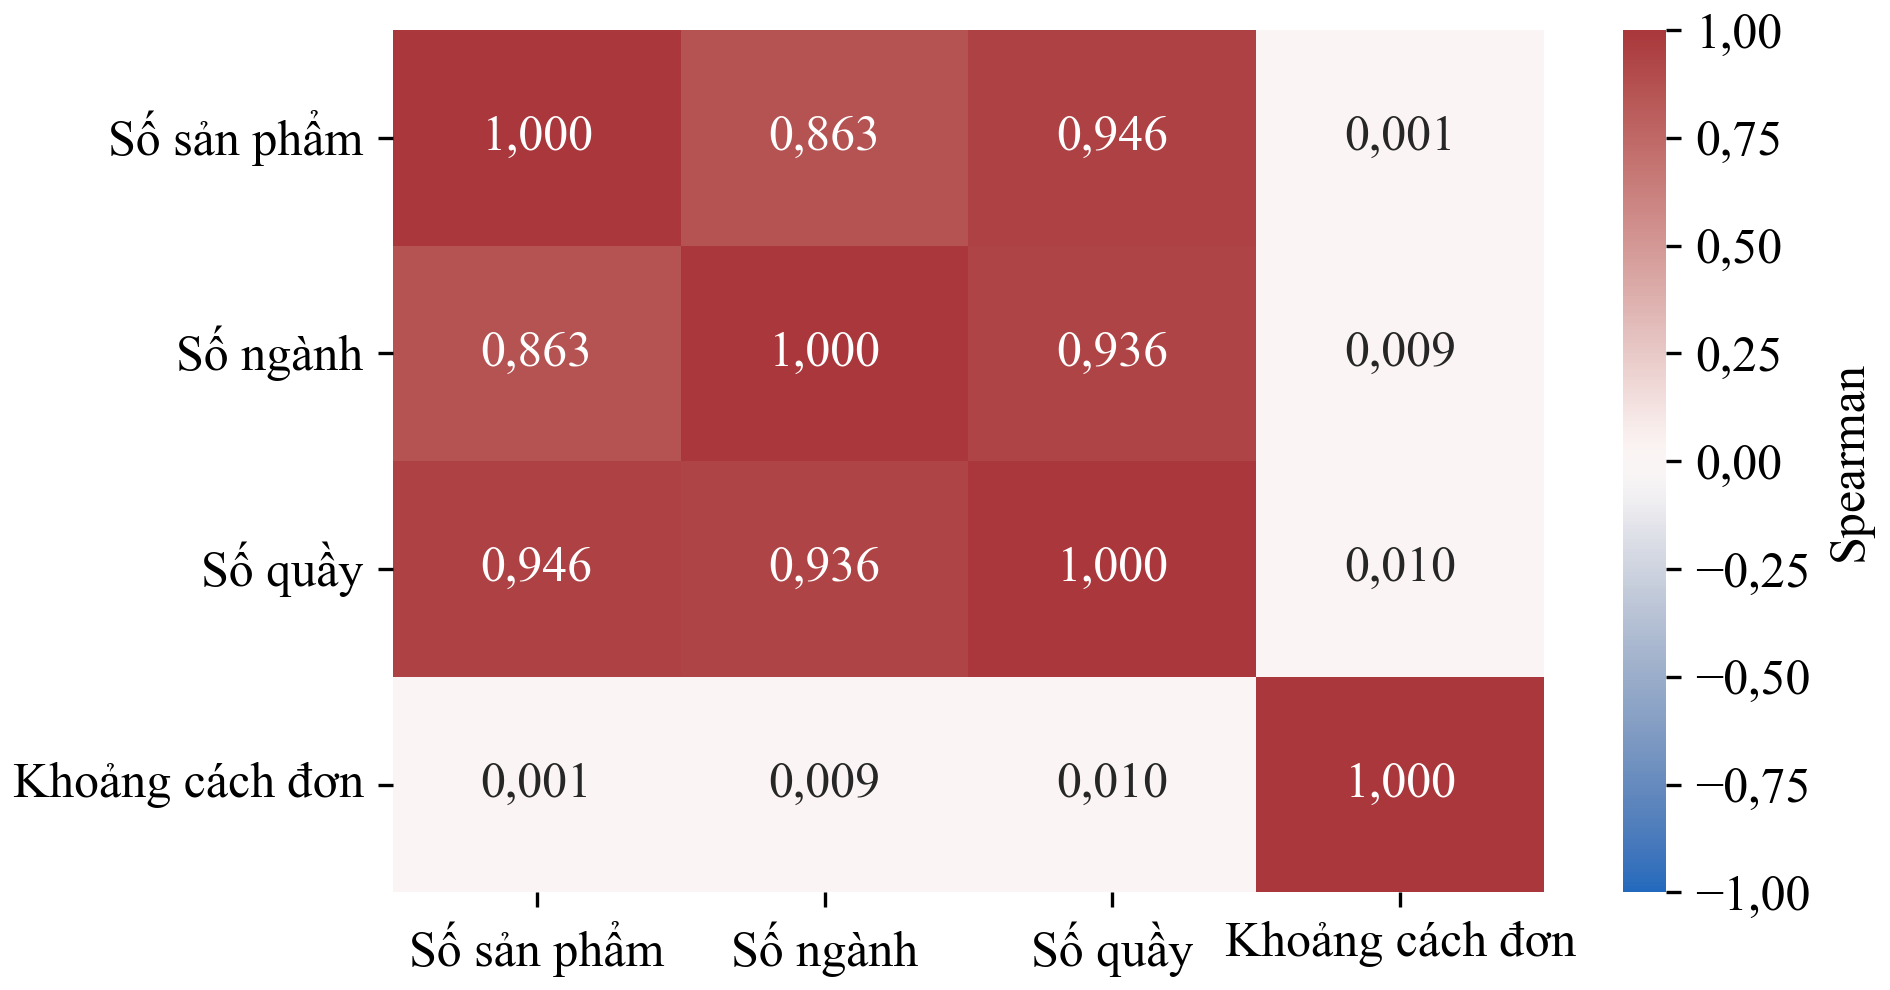 Số sản phẩm 1,000 0,863 0,946 0,001
Số ngành 0,863 1,000 0,936 0,009
Số quầy 0,946 0,936 1,000 0,010
Khoảng cách đơn 0,001 0,009 0,010 1,000
Số sản phẩm Số ngành Số quầy Khoảng cách đơn
1,00
0,75
0,50
0,25
0,00
−0,25
−0,50
−0,75
−1,00
Spearman